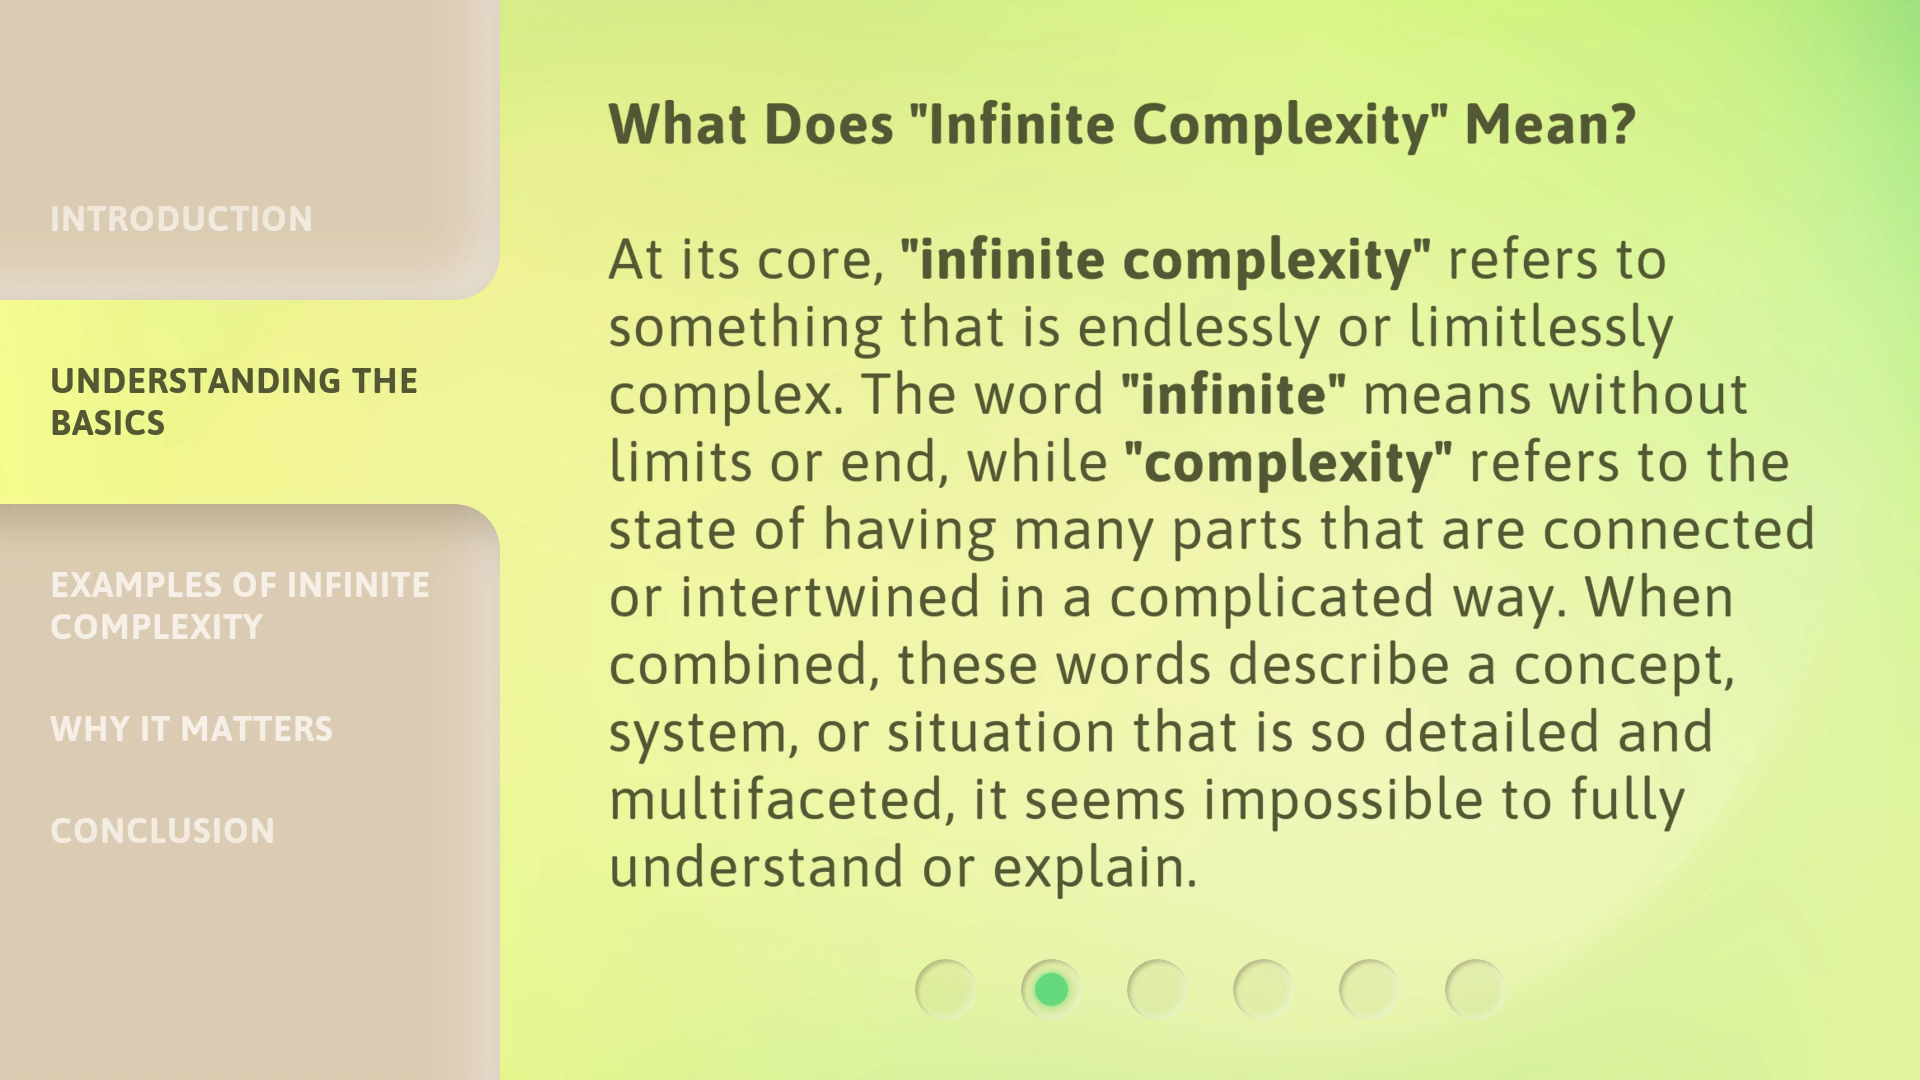 INTRODUCTION
UNDERSTANDING THE
BASICS
EXAMPLES OF INFINITE
COMPLEXITY
WHY IT MATTERS
CONCLUSION
What Does "Infinite Complexity" Mean?
At its core, "infinite complexity" refers to
something that is endlessly or limitlessly
complex. The word "infinite" means without
limits or end, while "complexity" refers to the
state of having many parts that are connected
or intertwined in a complicated way. When
combined, these words describe a concept,
system, or situation that is so detailed and
multifaceted, it seems impossible to fully
understand or explain.